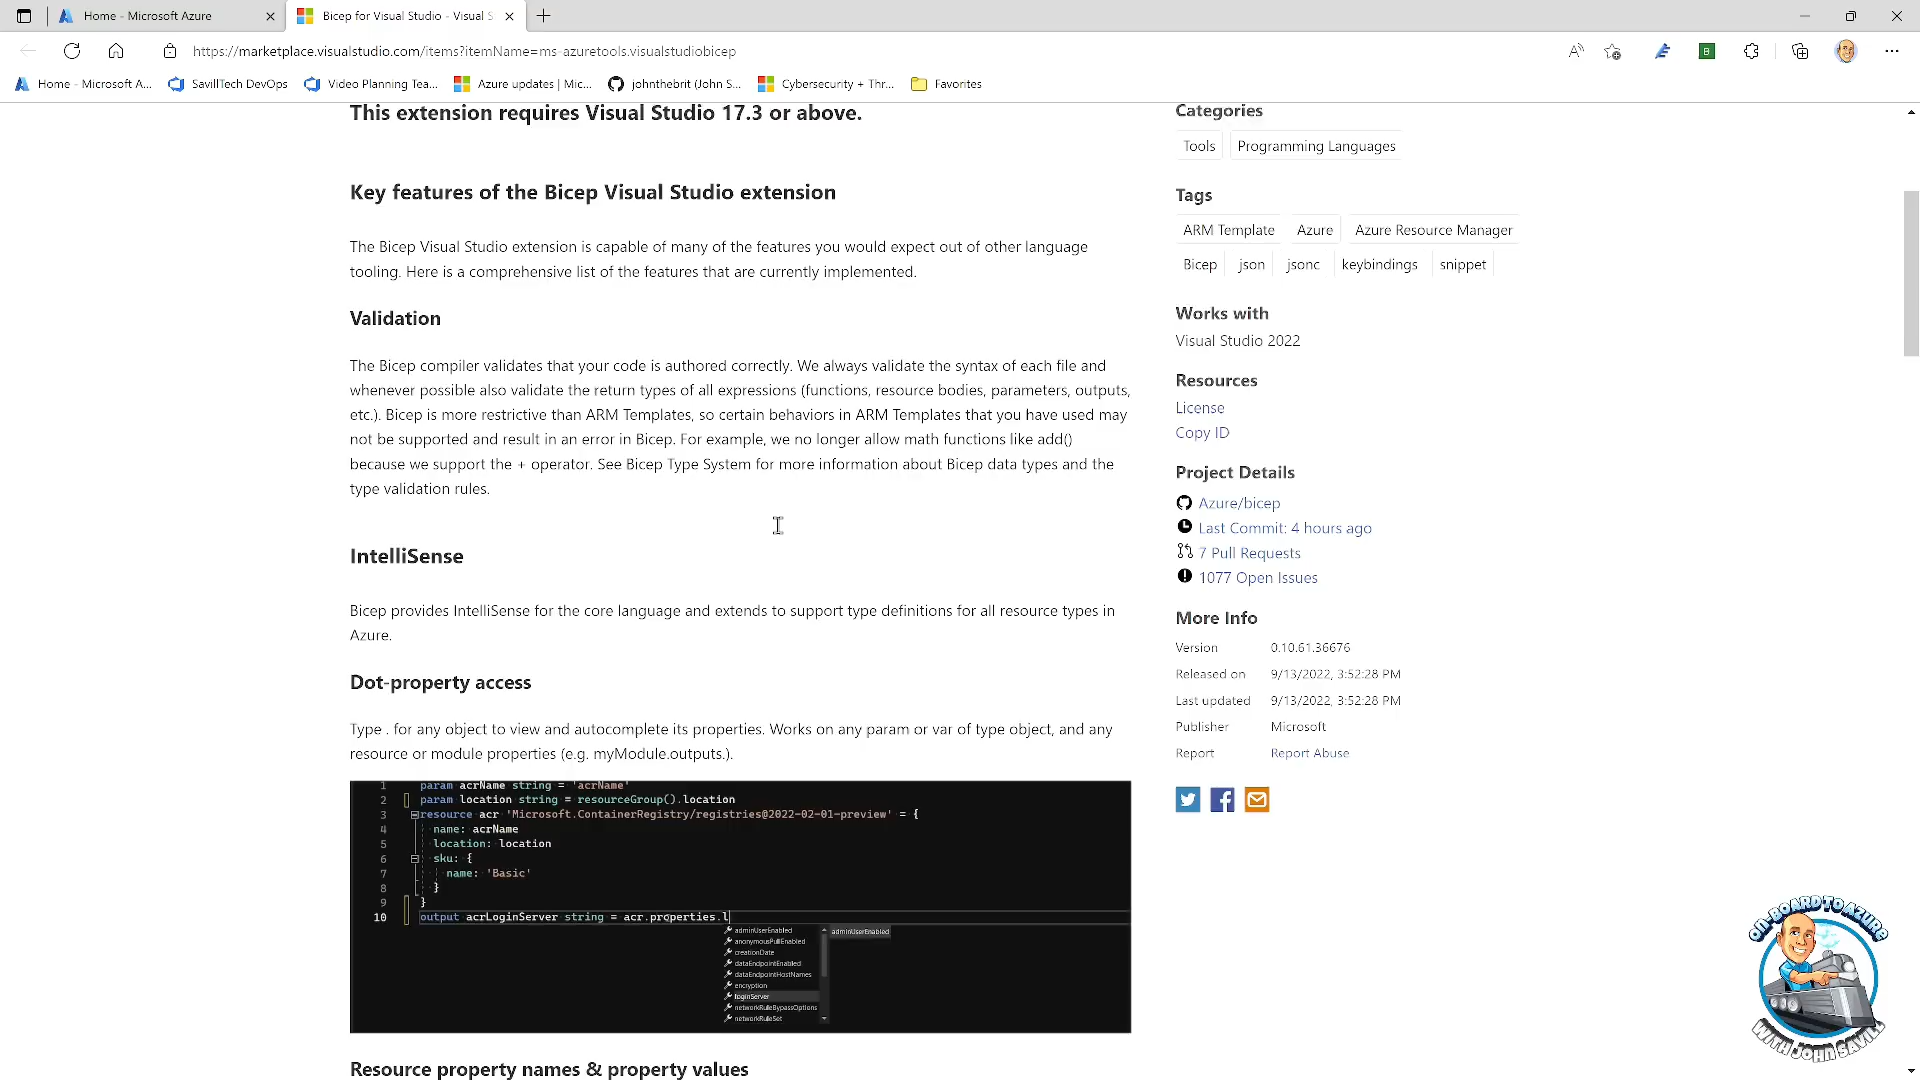 Home - Microsoft Azure
Bicep for Visual Studio - Visual S
https://marketplace.visualstudio.com/items?itemName=ms-azuretools.visualstudiobicep
Home - Microsoft A...
SavillTech DevOps
Video Planning Tea...
Azure updates | Mic...
johnthebrit (John S...
Cybersecurity + Thr...
Favorites
This extension requires Visual Studio 17.3 or above.
Key features of the Bicep Visual Studio extension
The Bicep Visual Studio extension is capable of many of the features you would expect out of other language
tooling. Here is a comprehensive list of the features that are currently implemented.
Validation
The Bicep compiler validates that your code is authored correctly. We always validate the syntax of each file and
whenever possible also validate the return types of all expressions (functions, resource bodies, parameters, outputs,
etc.). Bicep is more restrictive than ARM Templates, so certain behaviors in ARM Templates that you have used may
not be supported and result in an error in Bicep. For example, we no longer allow math functions like add()
because we support the + operator. See Bicep Type System for more information about Bicep data types and the
type validation rules.
IntelliSense
Bicep provides IntelliSense for the core language and extends to support type definitions for all resource types in
Azure.
Dot-property access
Type . for any object to view and autocomplete its properties. Works on any param or var of type object, and any
resource or module properties (e.g. myModule.outputs.).
1 param acrName string = 'acrName'
2 param location string = resourceGroup().location
3 resource acr 'Microsoft.ContainerRegistry/registries@2022-02-01-preview' = {
4 name: acrName
5 location: location
6 sku: {
7 name: 'Basic'
8 }
9 }
10 output acrLoginServer string = acr.properties.l
adminUserEnabled
adminUserEnabled
anonymousPullEnabled
creationDate
dataEndpointEnabled
dataEndpointHostNames
encryption
loginServer
networkRuleBypassOptions
networkRuleSet
Resource property names & property values
Categories
Tools
Programming Languages
Tags
ARM Template
Azure
Azure Resource Manager
Bicep
json
jsonc
keybindings
snippet
Works with
Visual Studio 2022
Resources
License
Copy ID
Project Details
Azure/bicep
Last Commit: 4 hours ago
7 Pull Requests
1077 Open Issues
More Info
Version 0.10.61.36676
Released on 9/13/2022, 3:52:28 PM
Last updated 9/13/2022, 3:52:28 PM
Publisher Microsoft
Report Report Abuse
ON-BOARD TO AZURE
WITH JOHN SAVILL